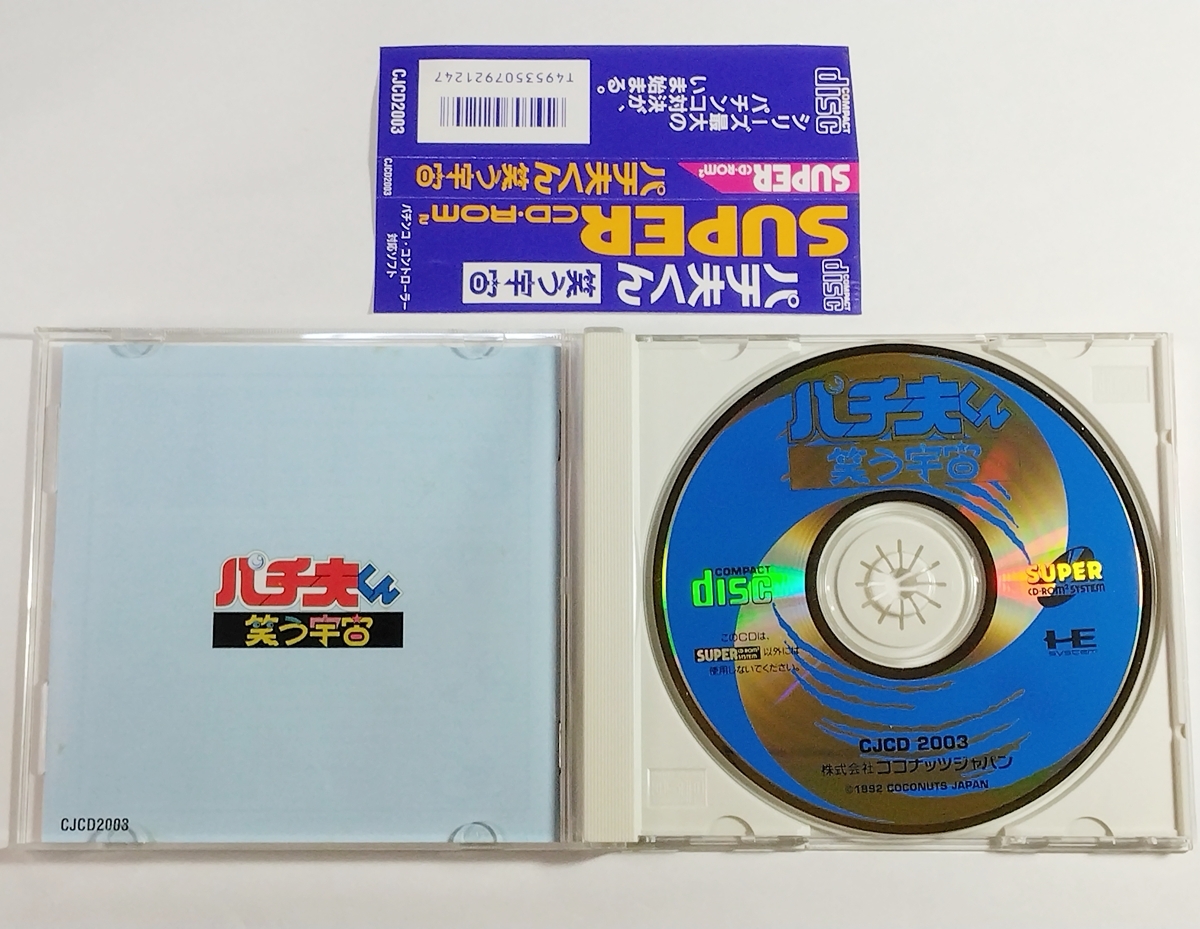 COMPACT
disc
シリーズ最大の
パチンコ対決が、
いま始まる。
T4953507921247
CJCD2003
SUPER CD-ROM²
パチ夫くん 笑う宇宙
CJCD2003
SUPER CD・ROM²
パチ夫くん
笑う宇宙
COMPACT
disc
パチンコ・コントローラー
対応ソフト
パチ夫くん
笑う宇宙
CJCD2003
パチ夫くん
笑う宇宙
COMPACT
disc
SUPER
CD-ROM² SYSTEM
このCDは、
SUPER CD-ROM² SYSTEM 以外には
使用しないでください。
HE
SYSTEM
CJCD 2003
株式会社ココナッツジャパン
©1992 COCONUTS JAPAN